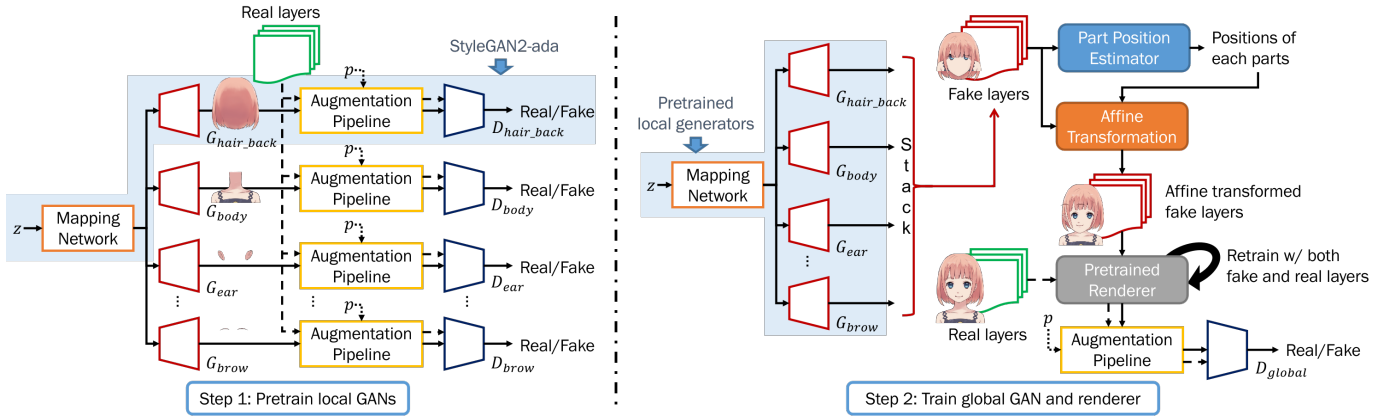 Real layers
StyleGAN2-ada
p
Augmentation
Pipeline
Real/Fake
G_hair_back
D_hair_back
p
Augmentation
Pipeline
Real/Fake
G_body
D_body
z
Mapping
Network
p
Augmentation
Pipeline
Real/Fake
G_ear
D_ear
⋮
⋮
⋮
p
Augmentation
Pipeline
Real/Fake
G_brow
D_brow
Step 1: Pretrain local GANs
Pretrained
local generators
z
Mapping
Network
G_hair_back
G_body
G_ear
⋮
G_brow
Stack
Fake layers
Part Position
Estimator
Positions of
each parts
Affine
Transformation
Affine transformed
fake layers
Real layers
Pretrained
Renderer
Retrain w/ both
fake and real layers
p
Augmentation
Pipeline
Real/Fake
D_global
Step 2: Train global GAN and renderer